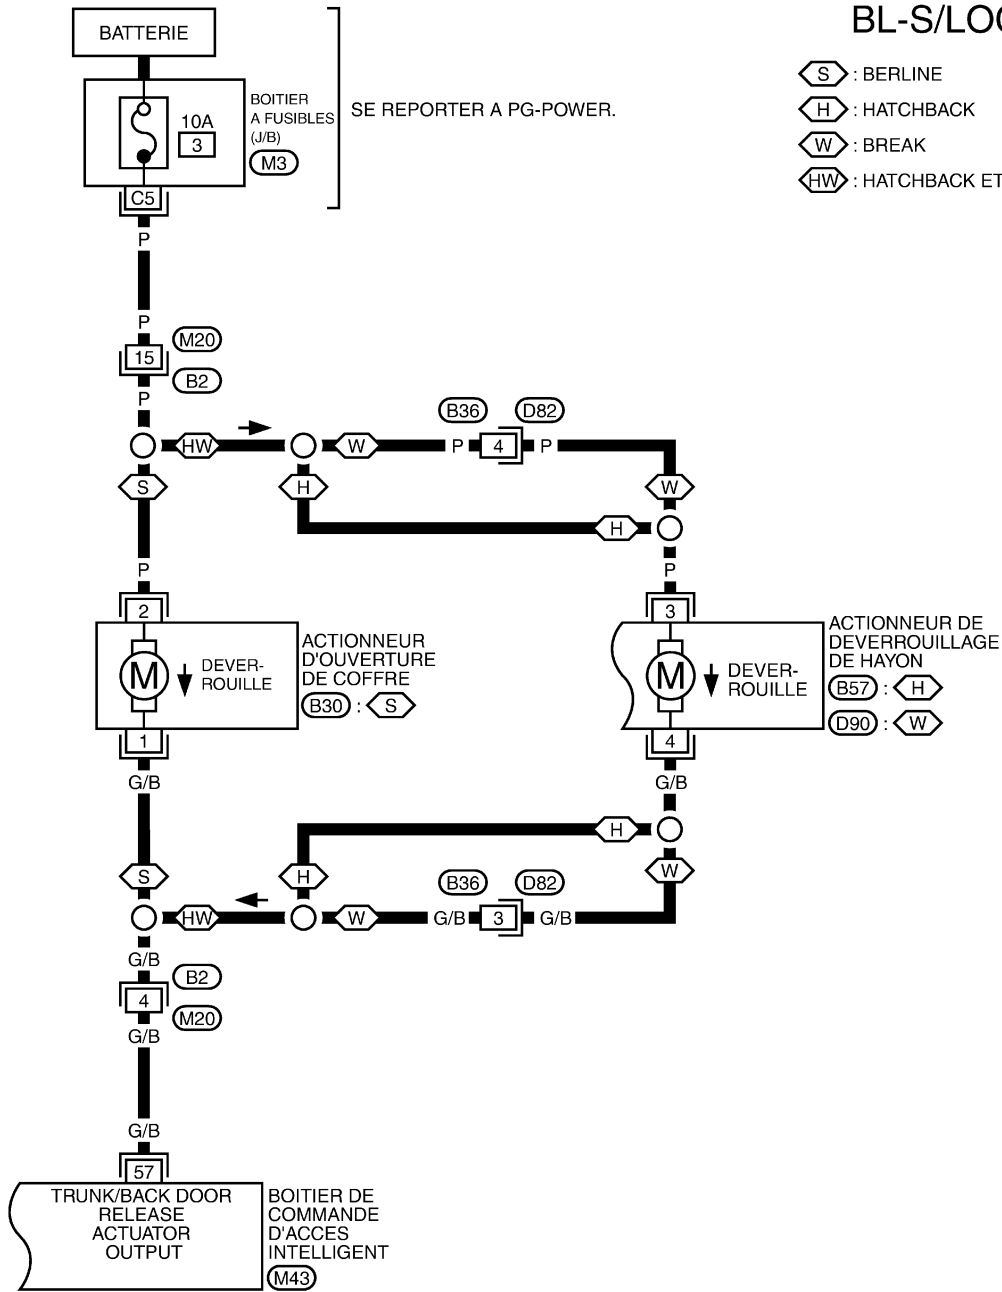 BL-S/LOC
BATTERIE
10A
3
BOITIER
A FUSIBLES
(J/B)
M3
SE REPORTER A PG-POWER.
S : BERLINE
H : HATCHBACK
W : BREAK
HW : HATCHBACK ET
C5
P
P
15
M20
B2
P
HW
W
B36
D82
P
4
P
S
H
W
H
P
P
2
3
DEVER-
ROUILLE
M
ACTIONNEUR
D'OUVERTURE
DE COFFRE
B30 : S
M
DEVER-
ROUILLE
ACTIONNEUR DE
DEVERROUILLAGE
DE HAYON
B57 : H
D90 : W
1
4
G/B
G/B
H
S
H
W
B36
D82
HW
W
G/B
3
G/B
G/B
B2
4
M20
G/B
G/B
57
TRUNK/BACK DOOR
RELEASE
ACTUATOR
OUTPUT
BOITIER DE
COMMANDE
D'ACCES
INTELLIGENT
M43